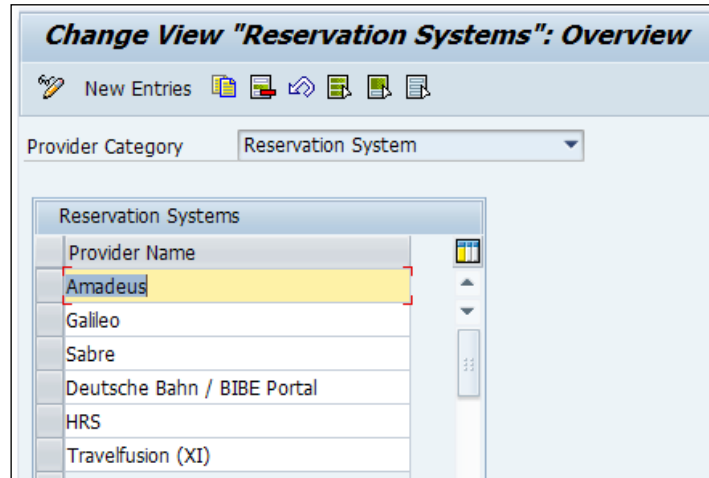 Change View "Reservation Systems": Overview
New Entries
Provider Category Reservation System
Reservation Systems
Provider Name
Amadeus
Galileo
Sabre
Deutsche Bahn / BIBE Portal
HRS
Travelfusion (XI)